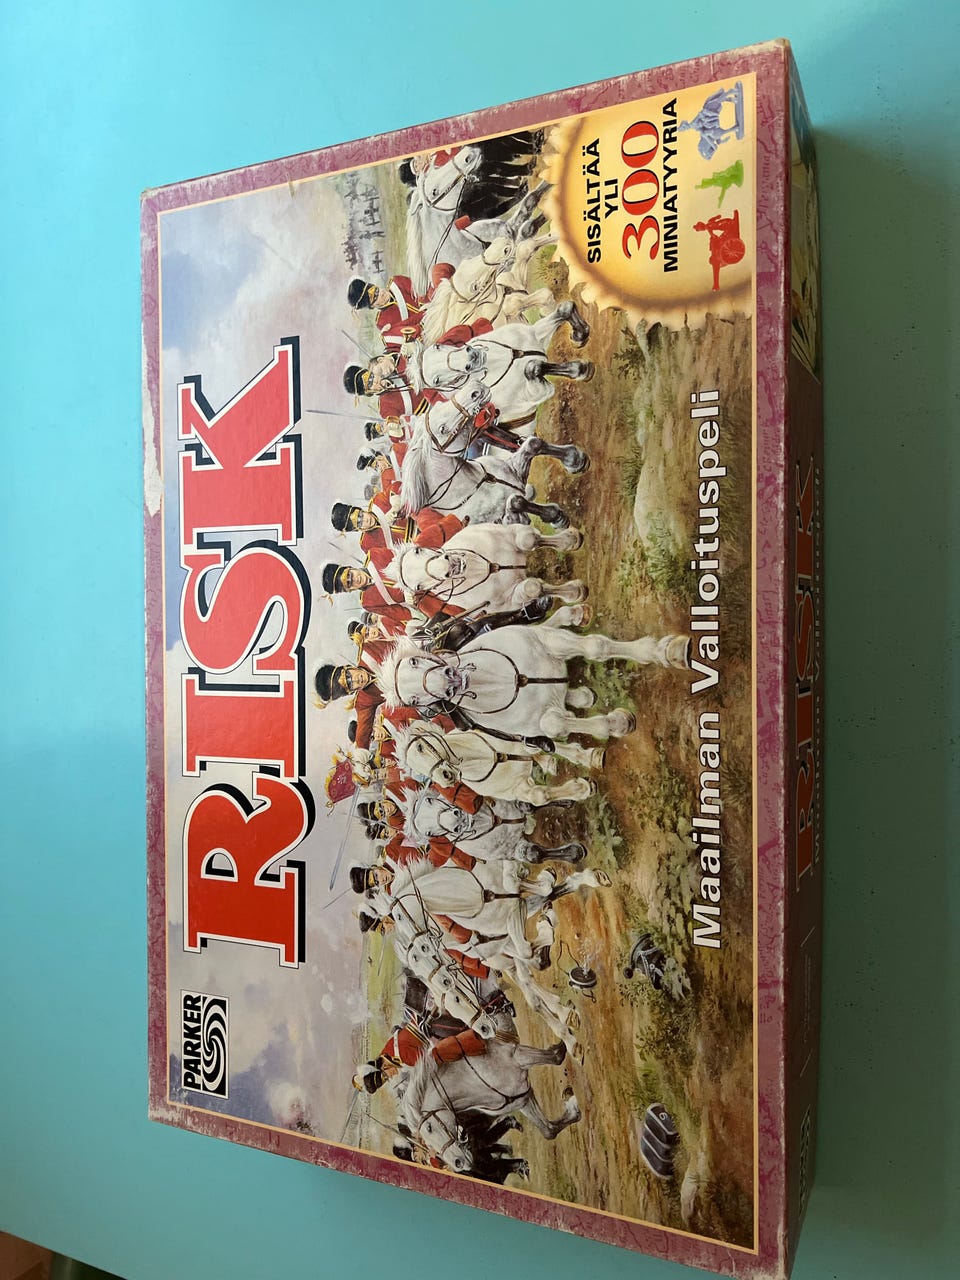 PARKER
RISK
SISÄLTÄÄ
YLI
300
MINIATYYRIA
Maailman Valloituspeli
RISK